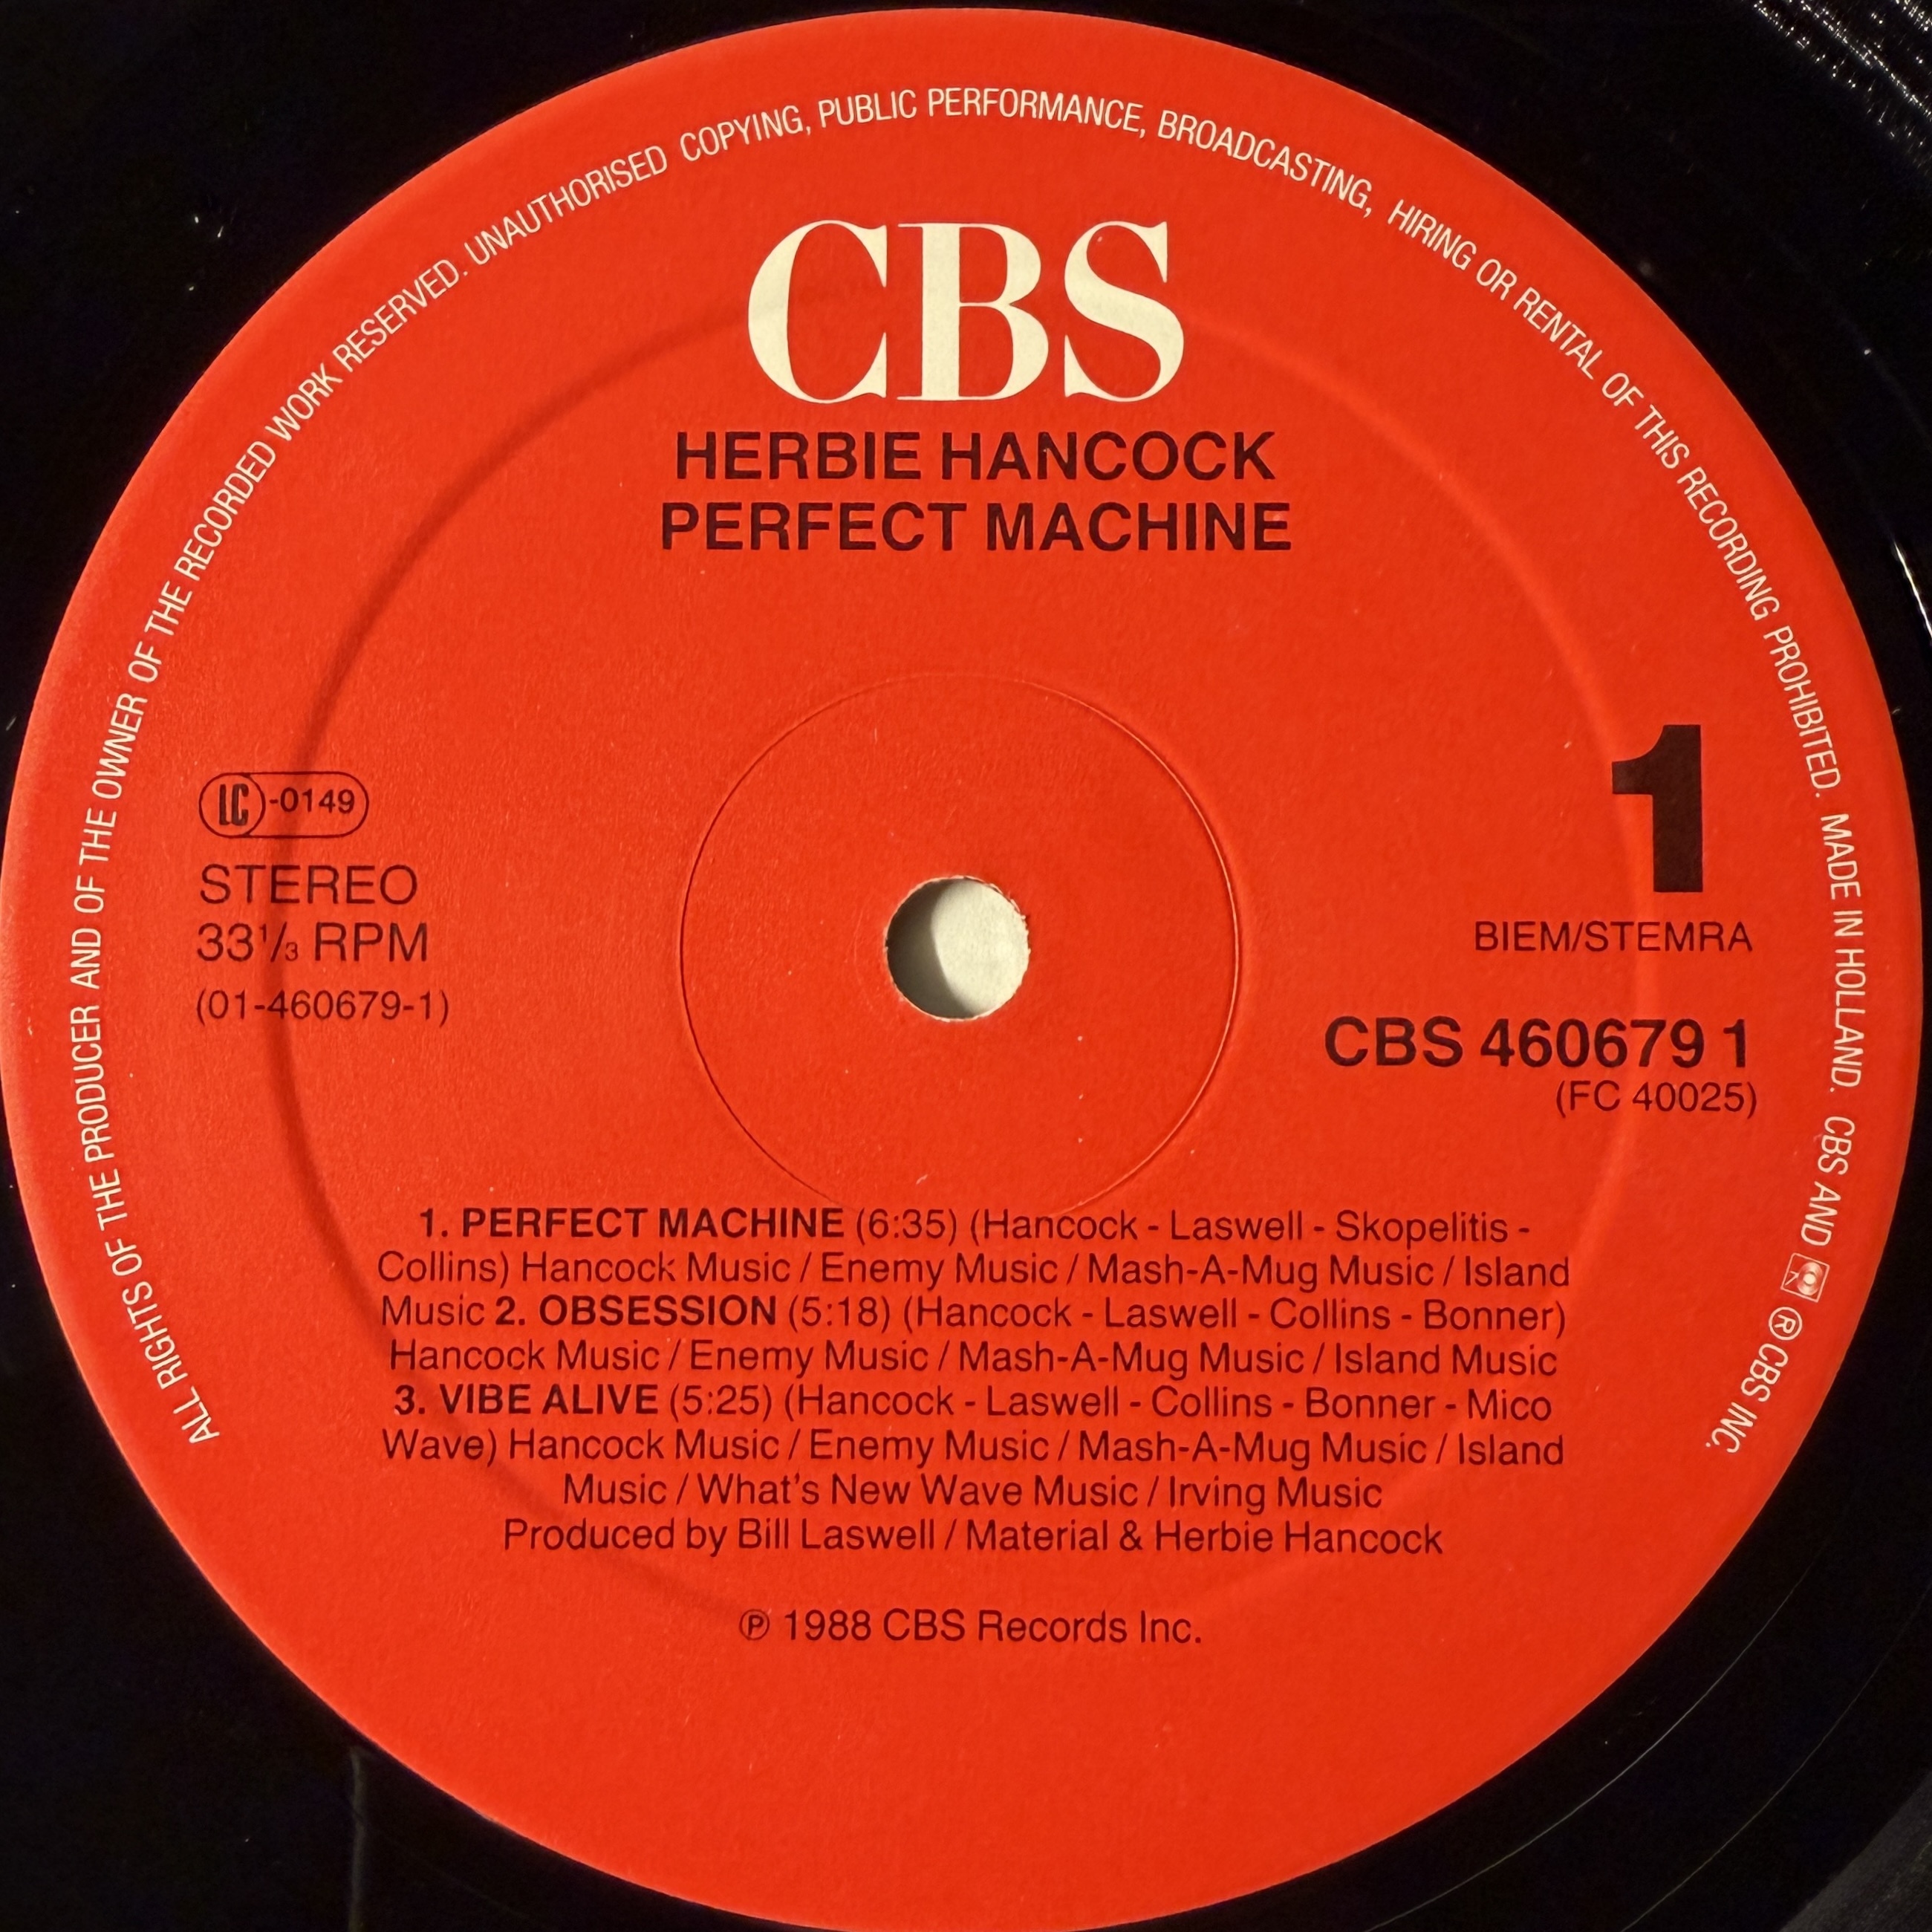 ALL RIGHTS OF THE PRODUCER AND OF THE OWNER OF THE RECORDED WORK RESERVED. UNAUTHORISED COPYING, PUBLIC PERFORMANCE, BROADCASTING, HIRING OR RENTAL OF THIS RECORDING PROHIBITED. MADE IN HOLLAND. CBS AND ® CBS INC.
CBS
HERBIE HANCOCK
PERFECT MACHINE
LC-0149
STEREO
33 1/3 RPM
(01-460679-1)
1
BIEM/STEMRA
CBS 460679 1
(FC 40025)
1. PERFECT MACHINE (6:35) (Hancock - Laswell - Skopelitis -
Collins) Hancock Music / Enemy Music / Mash-A-Mug Music / Island
Music 2. OBSESSION (5:18) (Hancock - Laswell - Collins - Bonner)
Hancock Music / Enemy Music / Mash-A-Mug Music / Island Music
3. VIBE ALIVE (5:25) (Hancock - Laswell - Collins - Bonner - Mico
Wave) Hancock Music / Enemy Music / Mash-A-Mug Music / Island
Music / What's New Wave Music / Irving Music
Produced by Bill Laswell / Material & Herbie Hancock
℗ 1988 CBS Records Inc.